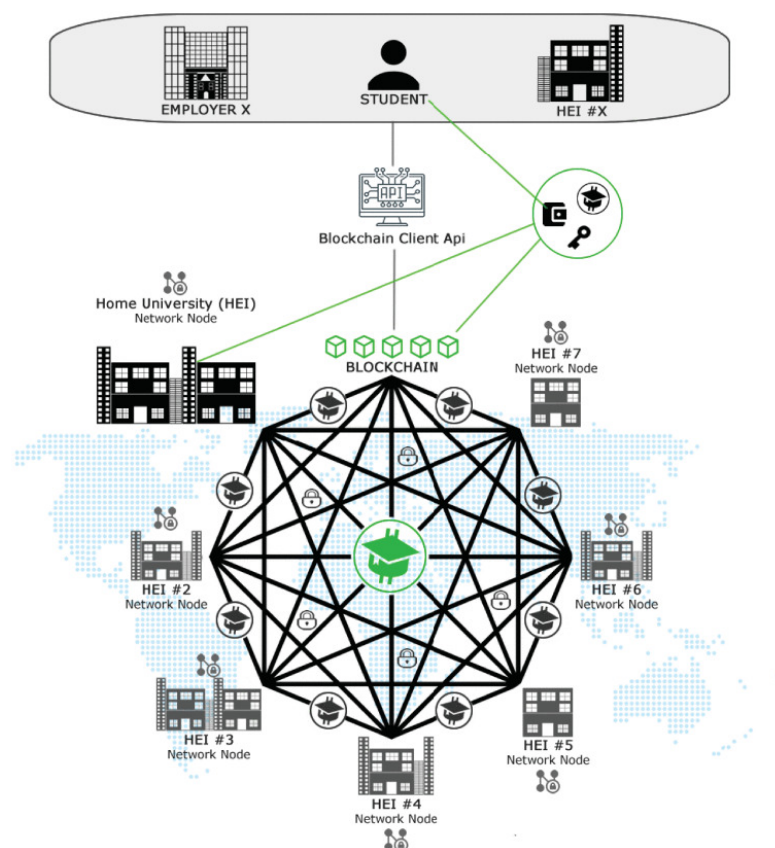 EMPLOYER X
STUDENT
HEI #X
API
Blockchain Client Api
Home University (HEI)
Network Node
BLOCKCHAIN
HEI #7
Network Node
HEI #2
Network Node
HEI #6
Network Node
HEI #3
Network Node
HEI #5
Network Node
HEI #4
Network Node